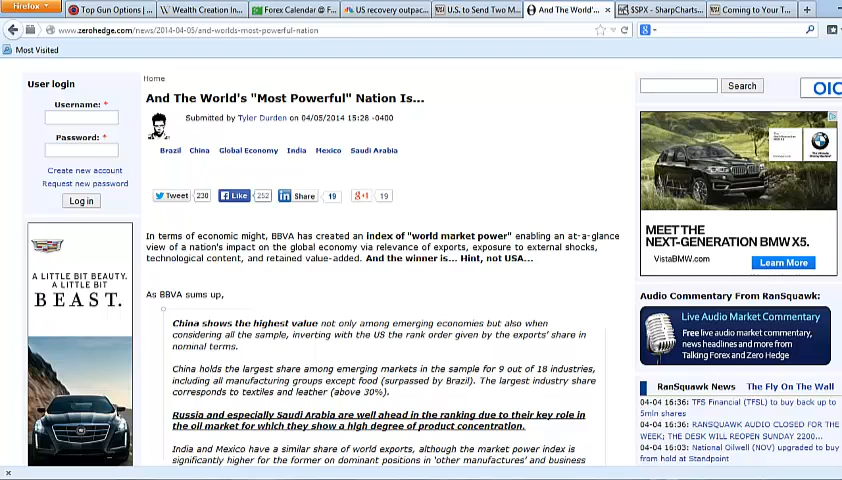 Firefox
Top Gun Options |...
Wealth Creation In...
Forex Calendar @ F...
US recovery outpac...
U.S. to Send Two M...
And The World's'...
$SPX - SharpCharts...
Coming to Your T...
www.zerohedge.com/news/2014-04-05/and-worlds-most-powerful-nation
Most Visited
User login
Username: *
Password: *
Create new account
Request new password
Log in
A LITTLE BIT BEAUTY.
A LITTLE BIT
BEAST.
Home
And The World's "Most Powerful" Nation Is...
Submitted by Tyler Durden on 04/05/2014 15:28 -0400
Brazil China Global Economy India Mexico Saudi Arabia
Tweet 230 Like 252 Share 19 +1 19
In terms of economic might, BBVA has created an index of "world market power" enabling an at-a-glance
view of a nation's impact on the global economy via relevance of exports, exposure to external shocks,
technological content, and retained value-added. And the winner is... Hint, not USA...
As BBVA sums up,
China shows the highest value not only among emerging economies but also when
considering all the sample, inverting with the US the rank order given by the exports' share in
nominal terms.
China holds the largest share among emerging markets in the sample for 9 out of 18 industries,
including all manufacturing groups except food (surpassed by Brazil). The largest industry share
corresponds to textiles and leather (above 30%).
Russia and especially Saudi Arabia are well ahead in the ranking due to their key role in
the oil market for which they show a high degree of product concentration.
India and Mexico have a similar share of world exports, although the market power index is
significantly higher for the former on dominant positions in 'other manufactures' and business
Search
OIC
MEET THE
NEXT-GENERATION BMW X5.
VistaBMW.com
Learn More
Audio Commentary From RanSquawk:
Live Audio Market Commentary
Free live audio market commentary,
news headlines and more from
Talking Forex and Zero Hedge
RanSquawk News The Fly On The Wall
04-04 16:36: TFS Financial (TFSL) to buy back up to
5mln shares
04-04 16:36: RANSQUAWK AUDIO CLOSED FOR THE
WEEK; THE DESK WILL REOPEN SUNDAY 2200...
04-04 16:03: National Oilwell (NOV) upgraded to buy
from hold at Standpoint